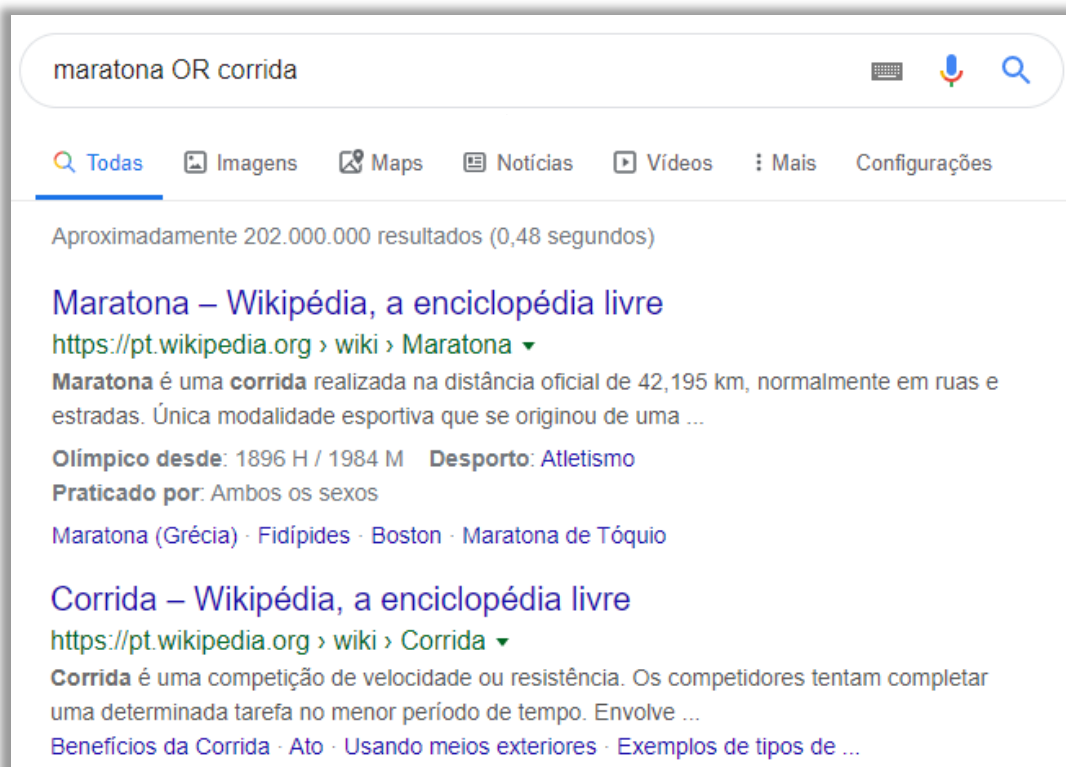 maratona OR corrida
Todas Imagens Maps Notícias Vídeos Mais Configurações
Aproximadamente 202.000.000 resultados (0,48 segundos)
Maratona – Wikipédia, a enciclopédia livre
https://pt.wikipedia.org › wiki › Maratona
Maratona é uma corrida realizada na distância oficial de 42,195 km, normalmente em ruas e
estradas. Única modalidade esportiva que se originou de uma ...
Olímpico desde: 1896 H / 1984 M Desporto: Atletismo
Praticado por: Ambos os sexos
Maratona (Grécia) · Fidípides · Boston · Maratona de Tóquio
Corrida – Wikipédia, a enciclopédia livre
https://pt.wikipedia.org › wiki › Corrida
Corrida é uma competição de velocidade ou resistência. Os competidores tentam completar
uma determinada tarefa no menor período de tempo. Envolve ...
Benefícios da Corrida · Ato · Usando meios exteriores · Exemplos de tipos de ...